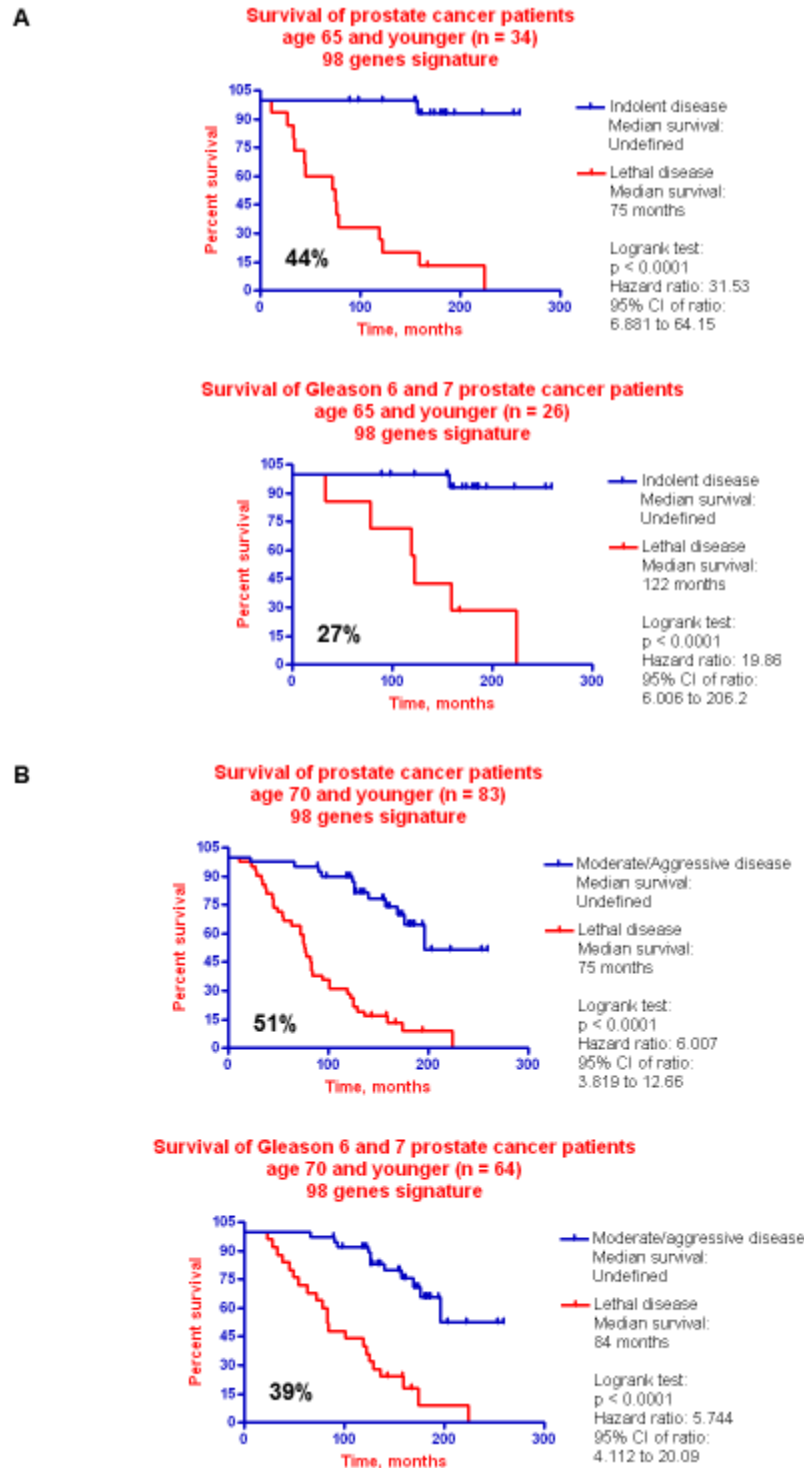 A
Survival of prostate cancer patients
age 65 and younger (n = 34)
98 genes signature
105
90
75
60
45
30
15
0
Percent survival
44%
0
100
200
300
Time, months
Indolent disease
Median survival:
Undefined
Lethal disease
Median survival:
75 months
Logrank test:
p < 0.0001
Hazard ratio: 31.53
95% CI of ratio:
6.881 to 64.15
Survival of Gleason 6 and 7 prostate cancer patients
age 65 and younger (n = 26)
98 genes signature
105
90
75
60
45
30
15
0
Percent survival
27%
0
100
200
300
Time, months
Indolent disease
Median survival:
Undefined
Lethal disease
Median survival:
122 months
Logrank test:
p < 0.0001
Hazard ratio: 19.86
95% CI of ratio:
6.006 to 206.2
B
Survival of prostate cancer patients
age 70 and younger (n = 83)
98 genes signature
105
90
75
60
45
30
15
0
Percent survival
51%
0
100
200
300
Time, months
Moderate/Aggressive disease
Median survival:
Undefined
Lethal disease
Median survival:
75 months
Logrank test:
p < 0.0001
Hazard ratio: 6.007
95% CI of ratio:
3.819 to 12.66
Survival of Gleason 6 and 7 prostate cancer patients
age 70 and younger (n = 64)
98 genes signature
105
90
75
60
45
30
15
0
Percent survival
39%
0
100
200
300
Time, months
Moderate/aggressive disease
Median survival:
Undefined
Lethal disease
Median survival:
84 months
Logrank test:
p < 0.0001
Hazard ratio: 5.744
95% CI of ratio:
4.112 to 20.09